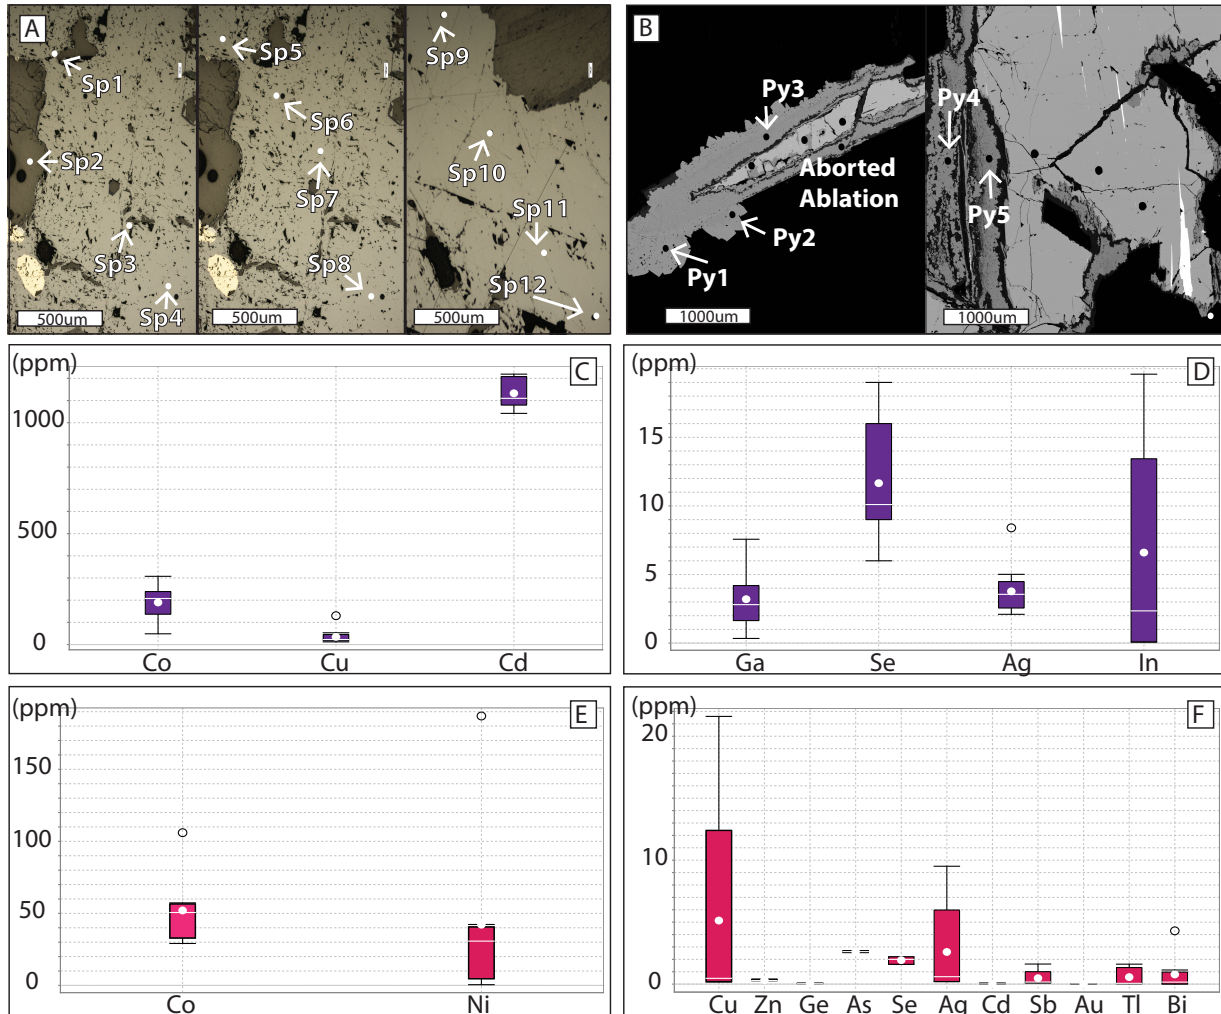 A
Sp1
Sp2
Sp3
Sp4
500um
Sp5
Sp6
Sp7
Sp8
500um
Sp9
Sp10
Sp11
Sp12
500um
B
Py3
Aborted
Ablation
Py2
Py1
1000um
Py4
Py5
1000um
(ppm)
C
1000
500
0
Co Cu Cd
(ppm)
D
15
10
5
0
Ga Se Ag In
(ppm)
E
150
100
50
0
Co Ni
(ppm)
F
20
10
0
Cu Zn Ge As Se Ag Cd Sb Au Tl Bi